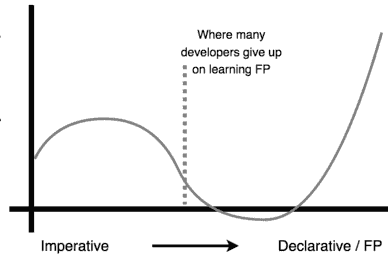 Where many
developers give up
on learning FP
Imperative
Declarative / FP